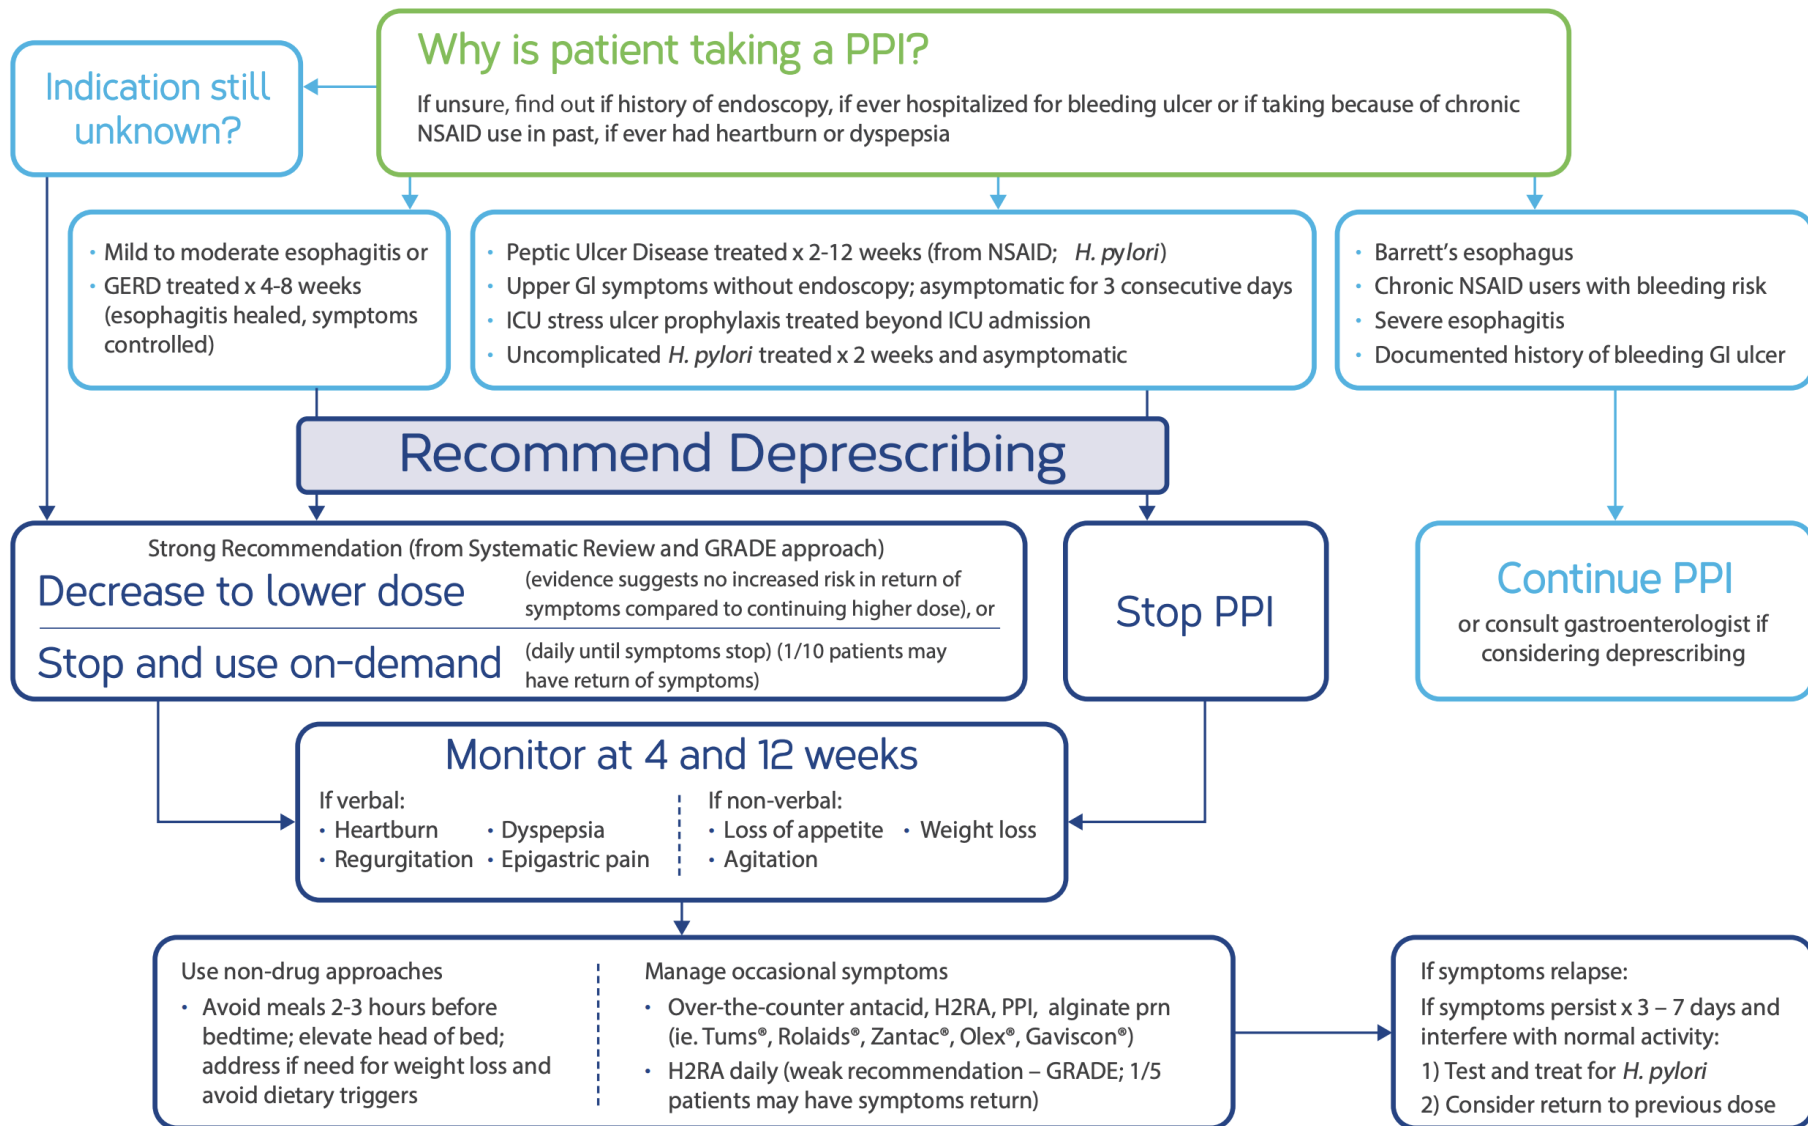 Why is patient taking a PPI?
If unsure, find out if history of endoscopy, if ever hospitalized for bleeding ulcer or if taking because of chronic
NSAID use in past, if ever had heartburn or dyspepsia
Indication still
unknown?
• Mild to moderate esophagitis or
• GERD treated x 4-8 weeks
(esophagitis healed, symptoms
controlled)
• Peptic Ulcer Disease treated x 2-12 weeks (from NSAID; H. pylori)
• Upper GI symptoms without endoscopy; asymptomatic for 3 consecutive days
• ICU stress ulcer prophylaxis treated beyond ICU admission
• Uncomplicated H. pylori treated x 2 weeks and asymptomatic
• Barrett's esophagus
• Chronic NSAID users with bleeding risk
• Severe esophagitis
• Documented history of bleeding GI ulcer
Recommend Deprescribing
Strong Recommendation (from Systematic Review and GRADE approach)
Decrease to lower dose
(evidence suggests no increased risk in return of
symptoms compared to continuing higher dose), or
Stop and use on-demand
(daily until symptoms stop) (1/10 patients may
have return of symptoms)
Stop PPI
Continue PPI
or consult gastroenterologist if
considering deprescribing
Monitor at 4 and 12 weeks
If verbal:
• Heartburn • Dyspepsia
• Regurgitation • Epigastric pain
If non-verbal:
• Loss of appetite • Weight loss
• Agitation
Use non-drug approaches
• Avoid meals 2-3 hours before
bedtime; elevate head of bed;
address if need for weight loss and
avoid dietary triggers
Manage occasional symptoms
• Over-the-counter antacid, H2RA, PPI, alginate prn
(ie. Tums®, Rolaids®, Zantac®, Olex®, Gaviscon®)
• H2RA daily (weak recommendation – GRADE; 1/5
patients may have symptoms return)
If symptoms relapse:
If symptoms persist x 3 – 7 days and
interfere with normal activity:
1) Test and treat for H. pylori
2) Consider return to previous dose